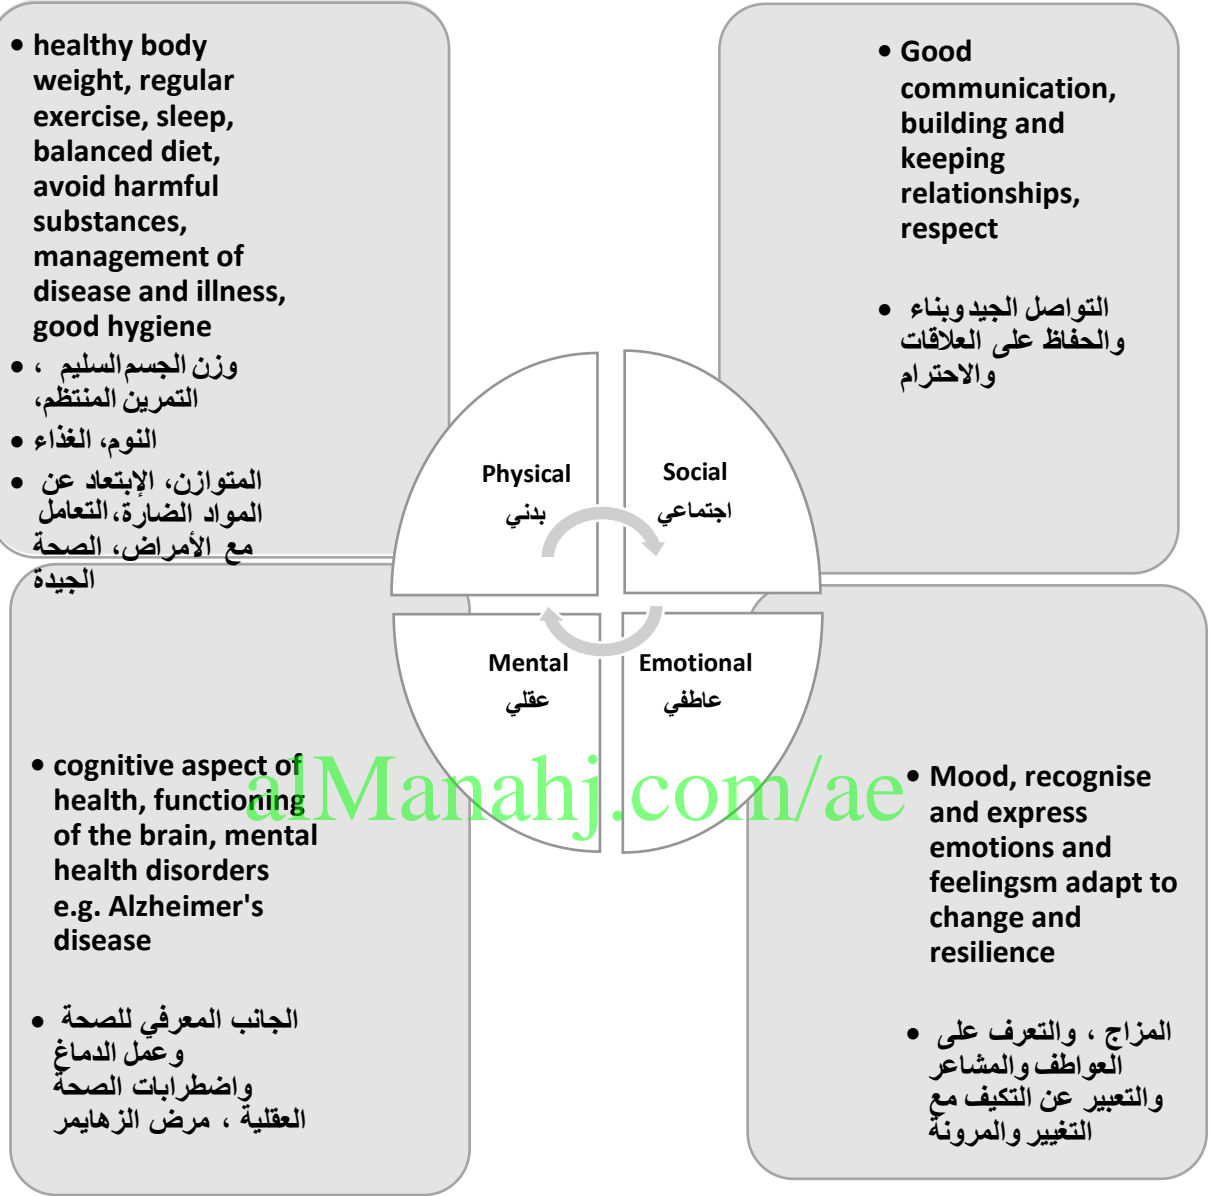 • healthy body
weight, regular
exercise, sleep,
balanced diet,
avoid harmful
substances,
management of
disease and illness,
good hygiene
• وزن الجسم السليم ،
التمرين المنتظم،
• النوم، الغذاء
• المتوازن، الإبتعاد عن
المواد الضارة، التعامل
مع الأمراض، الصحة
الجيدة
• Good
communication,
building and
keeping
relationships,
respect
• التواصل الجيد وبناء
والحفاظ على العلاقات
والاحترام
Physical
بدني
Social
اجتماعي
Mental
عقلي
Emotional
عاطفي
• cognitive aspect of
health, functioning
of the brain, mental
health disorders
e.g. Alzheimer's
disease
• الجانب المعرفي للصحة
وعمل الدماغ
واضطرابات الصحة
العقلية ، مرض الزهايمر
• Mood, recognise
and express
emotions and
feelingsm adapt to
change and
resilience
• المزاج ، والتعرف على
العواطف والمشاعر
والتعبير عن التكيف مع
التغيير والمرونة
alManahj.com/ae